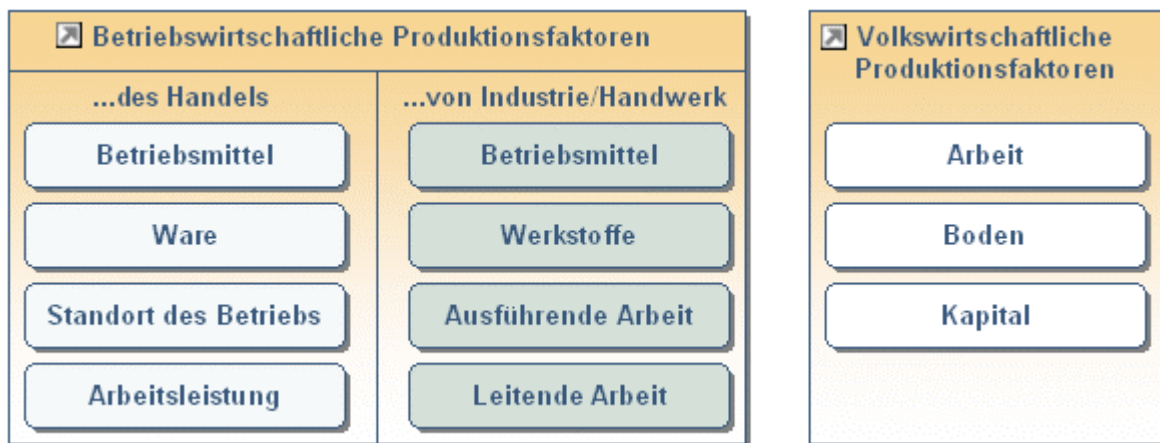 Betriebswirtschaftliche Produktionsfaktoren
...des Handels
Betriebsmittel
Ware
Standort des Betriebs
Arbeitsleistung
...von Industrie/Handwerk
Betriebsmittel
Werkstoffe
Ausführende Arbeit
Leitende Arbeit
Volkswirtschaftliche
Produktionsfaktoren
Arbeit
Boden
Kapital